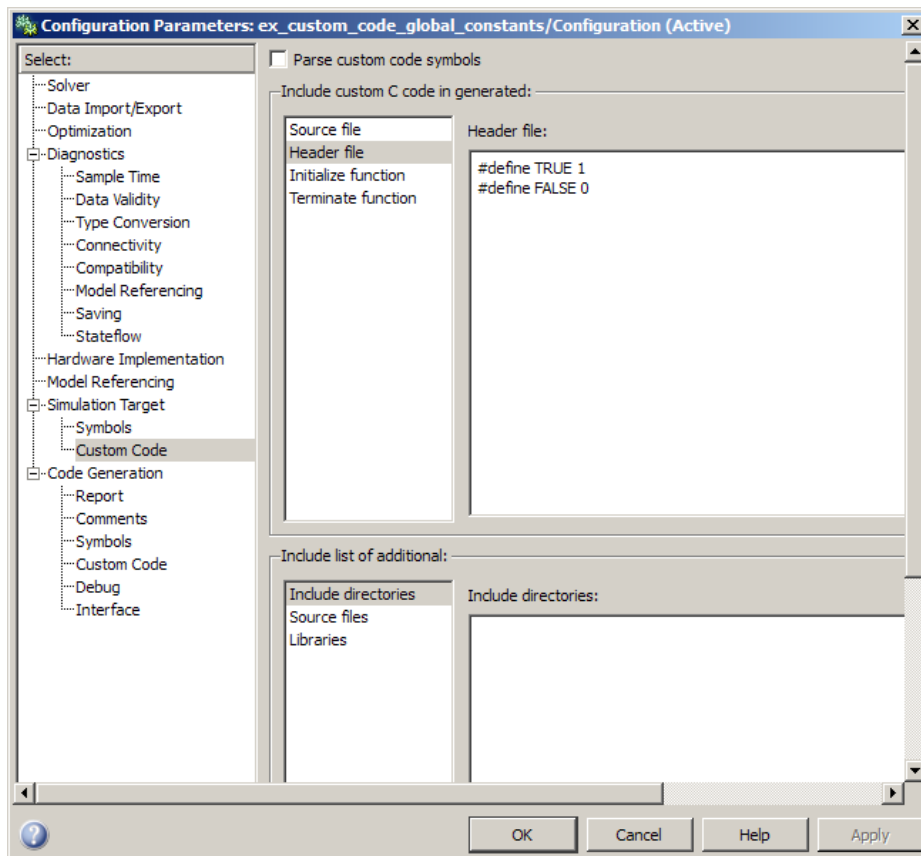 Configuration Parameters: ex_custom_code_global_constants/Configuration (Active)
Select:
Solver
Data Import/Export
Optimization
Diagnostics
Sample Time
Data Validity
Type Conversion
Connectivity
Compatibility
Model Referencing
Saving
Stateflow
Hardware Implementation
Model Referencing
Simulation Target
Symbols
Custom Code
Code Generation
Report
Comments
Symbols
Custom Code
Debug
Interface
Parse custom code symbols
Include custom C code in generated:
Source file
Header file
Initialize function
Terminate function
Header file:
#define TRUE 1
#define FALSE 0
Include list of additional:
Include directories
Source files
Libraries
Include directories:
OK
Cancel
Help
Apply